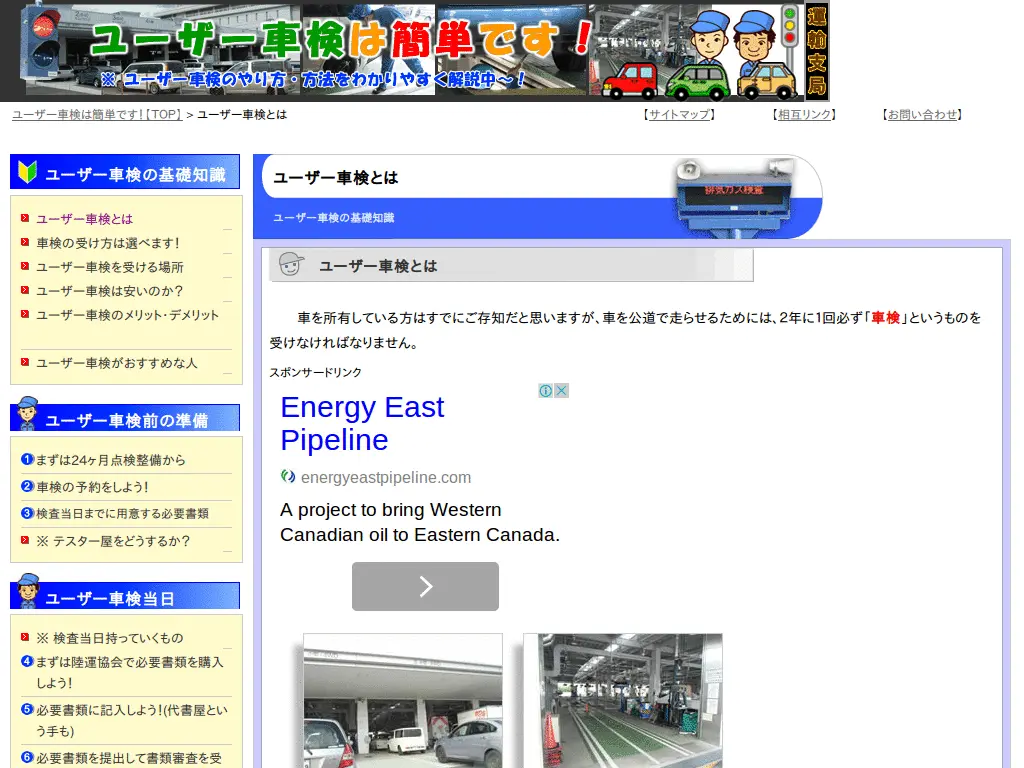 ユーザー車検は簡単です！
※ ユーザー車検のやり方・方法をわかりやすく解説中～！
運輸支局
ユーザー車検は簡単です！【TOP】 > ユーザー車検とは
【サイトマップ】
【相互リンク】
【お問い合わせ】
ユーザー車検の基礎知識
ユーザー車検とは
車検の受け方は選べます！
ユーザー車検を受ける場所
ユーザー車検は安いのか？
ユーザー車検のメリット・デメリット
ユーザー車検がおすすめな人
ユーザー車検前の準備
1 まずは24ヶ月点検整備から
2 車検の予約をしよう！
3 検査当日までに用意する必要書類
※ テスター屋をどうするか？
ユーザー車検当日
※ 検査当日持っていくもの
4 まずは陸運協会で必要書類を購入
しよう！
5 必要書類に記入しよう！(代書屋とい
う手も)
6 必要書類を提出して書類審査を受
ユーザー車検とは
排気ガス検査
ユーザー車検の基礎知識
ユーザー車検とは
車を所有している方はすでにご存知だと思いますが、車を公道で走らせるためには、2年に1回必ず「車検」というものを
受けなければなりません。
スポンサードリンク
Energy East
Pipeline
energyeastpipeline.com
A project to bring Western
Canadian oil to Eastern Canada.